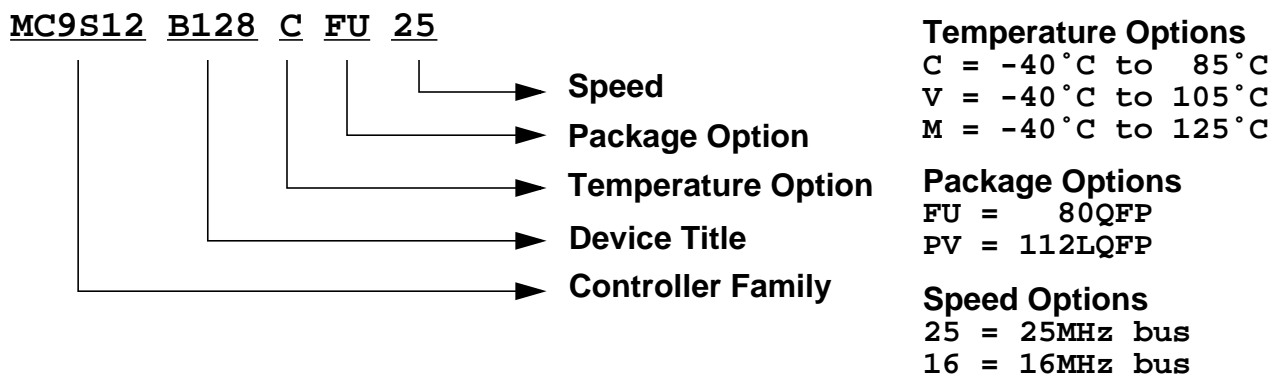 MC9S12 B128 C FU 25
Speed
Package Option
Temperature Option
Device Title
Controller Family
Temperature Options
C = -40˚C to 85˚C
V = -40˚C to 105˚C
M = -40˚C to 125˚C
Package Options
FU = 80QFP
PV = 112LQFP
Speed Options
25 = 25MHz bus
16 = 16MHz bus